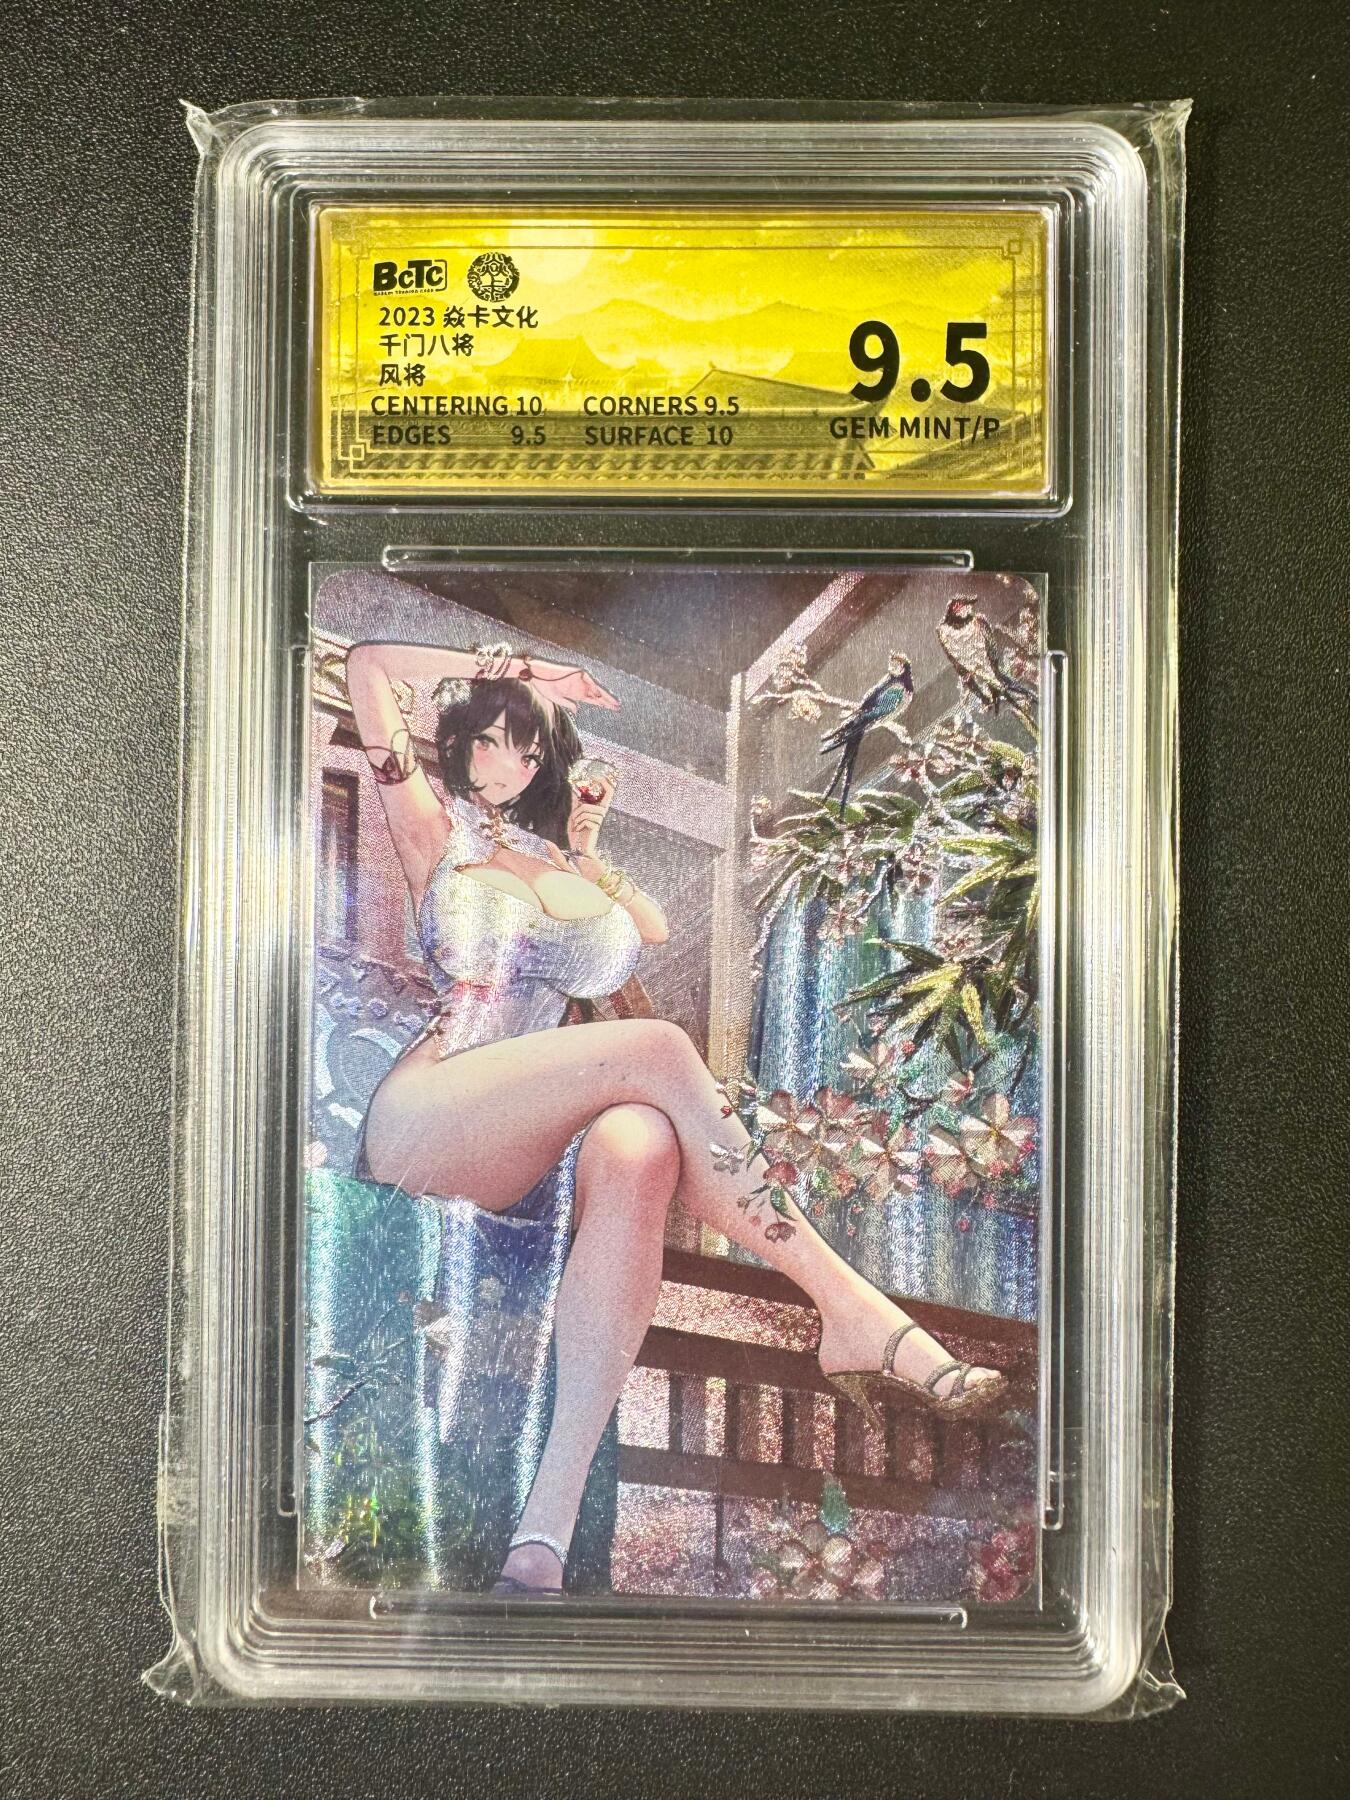 BCTC
2023 焱卡文化
千门八将
风将
CENTERING 10 CORNERS 9.5
EDGES 9.5 SURFACE 10
9.5
GEM MINT/P